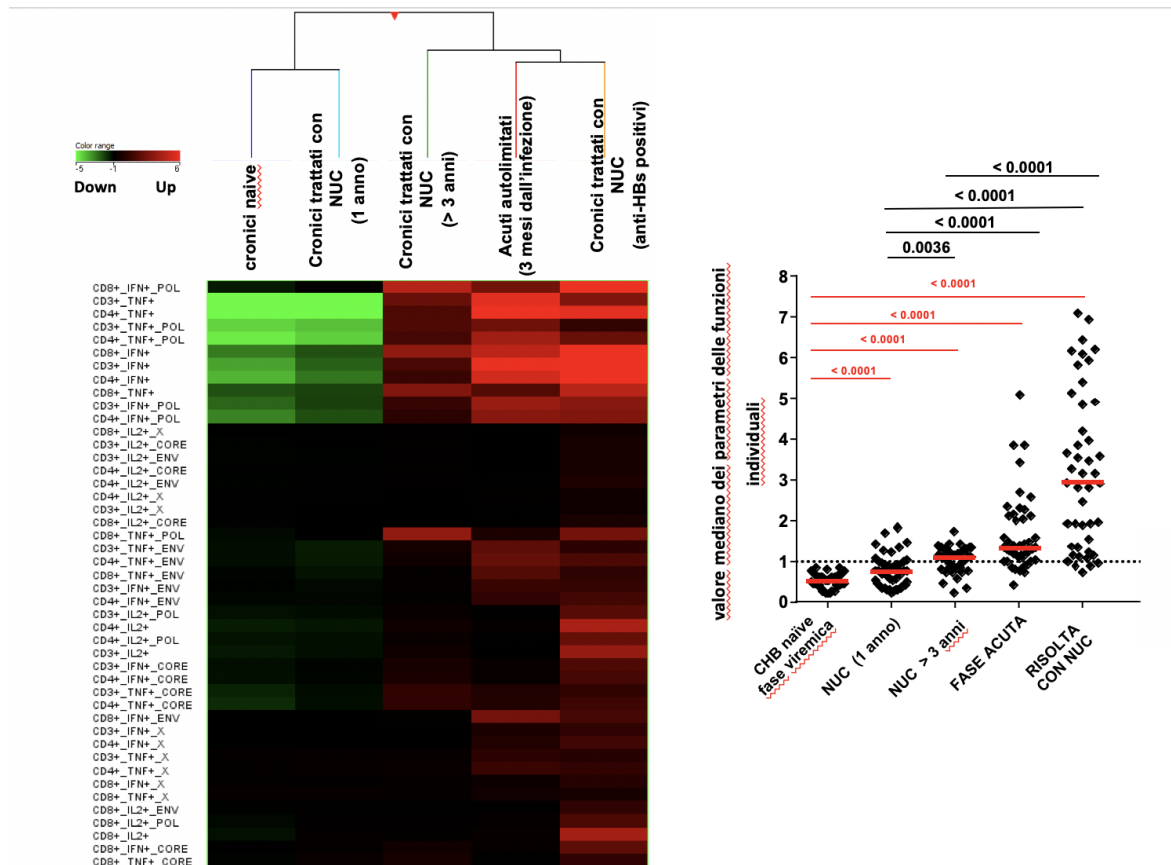 Color range
-5 -1 6
Down Up
cronici naive
Cronici trattati con
NUC
(1 anno)
Cronici trattati con
NUC
(> 3 anni)
Acuti autolimitati
(3 mesi dall'infezione)
Cronici trattati con
NUC
(anti-HBs positivi)
CD8+_IFN+_POL
CD3+_TNF+
CD4+_TNF+
CD3+_TNF+_POL
CD4+_TNF+_POL
CD8+_IFN+
CD3+_IFN+
CD4+_IFN+
CD8+_TNF+
CD3+_IFN+_POL
CD4+_IFN+_POL
CD8+_IL2+_X
CD3+_IL2+_CORE
CD3+_IL2+_ENV
CD4+_IL2+_CORE
CD4+_IL2+_ENV
CD4+_IL2+_X
CD3+_IL2+_X
CD8+_IL2+_CORE
CD8+_TNF+_POL
CD3+_TNF+_ENV
CD4+_TNF+_ENV
CD8+_TNF+_ENV
CD3+_IFN+_ENV
CD4+_IFN+_ENV
CD3+_IL2+_POL
CD4+_IL2+
CD4+_IL2+_POL
CD3+_IL2+
CD3+_IFN+_CORE
CD4+_IFN+_CORE
CD3+_TNF+_CORE
CD4+_TNF+_CORE
CD8+_IFN+_ENV
CD3+_IFN+_X
CD4+_IFN+_X
CD3+_TNF+_X
CD4+_TNF+_X
CD8+_IFN+_X
CD8+_TNF+_X
CD8+_IL2+_ENV
CD8+_IL2+_POL
CD8+_IL2+
CD8+_IFN+_CORE
CD8+_TNF+_CORE
< 0.0001
< 0.0001
< 0.0001
0.0036
< 0.0001
< 0.0001
< 0.0001
< 0.0001
valore mediano dei parametri delle funzioni
individuali
8
7
6
5
4
3
2
1
0
CHB naïve
fase viremica
NUC (1 anno)
NUC > 3 anni
FASE ACUTA
RISOLTA
CON NUC